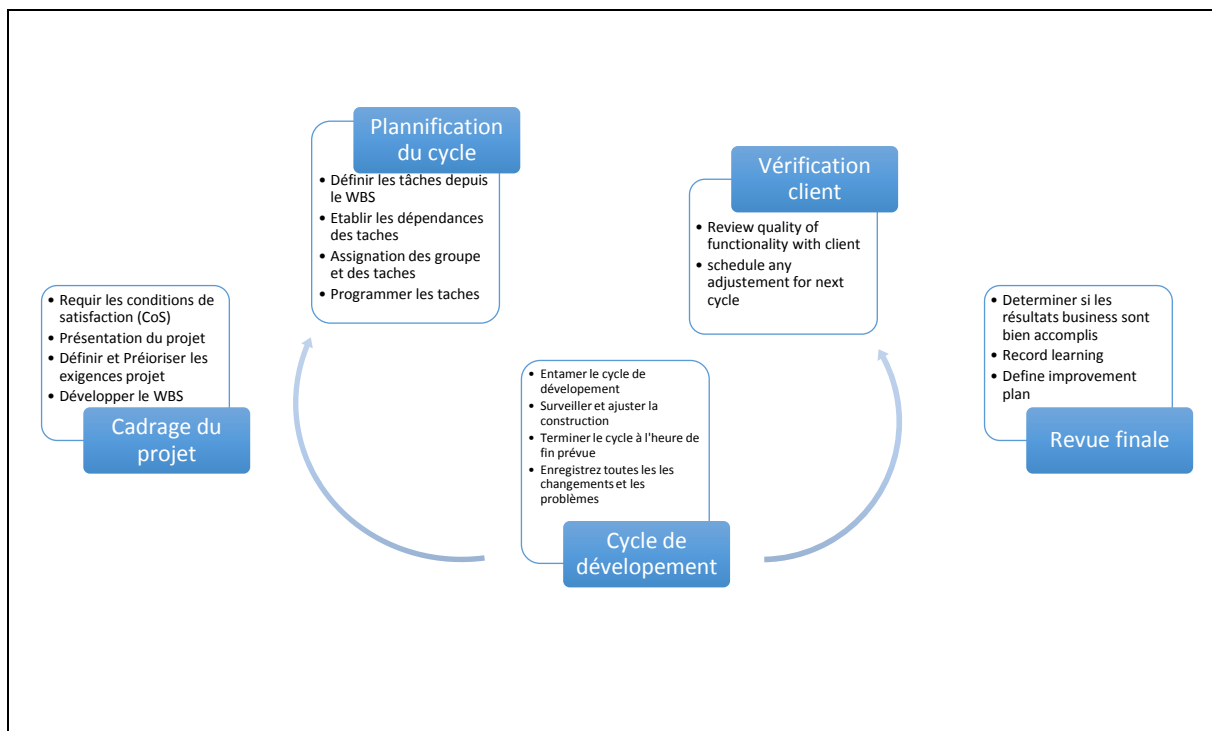 • Requir les conditions de
satisfaction (CoS)
• Présentation du projet
• Définir et Préioriser les
exigences projet
• Développer le WBS
Cadrage du
projet
Plannification
du cycle
• Définir les tâches depuis
le WBS
• Etablir les dépendances
des taches
• Assignation des groupe
et des taches
• Programmer les taches
• Entamer le cycle de
dévéloppement
• Surveiller et ajuster la
construction
• Terminer le cycle à l'heure de
fin prévue
• Enregistrez toutes les les
changements et les
problèmes
Cycle de
dévelopement
Vérification
client
• Review quality of
functionality with client
• schedule any
adjustement for next
cycle
• Determiner si les
résultats business sont
bien accomplis
• Record learning
• Define improvement
plan
Revue finale